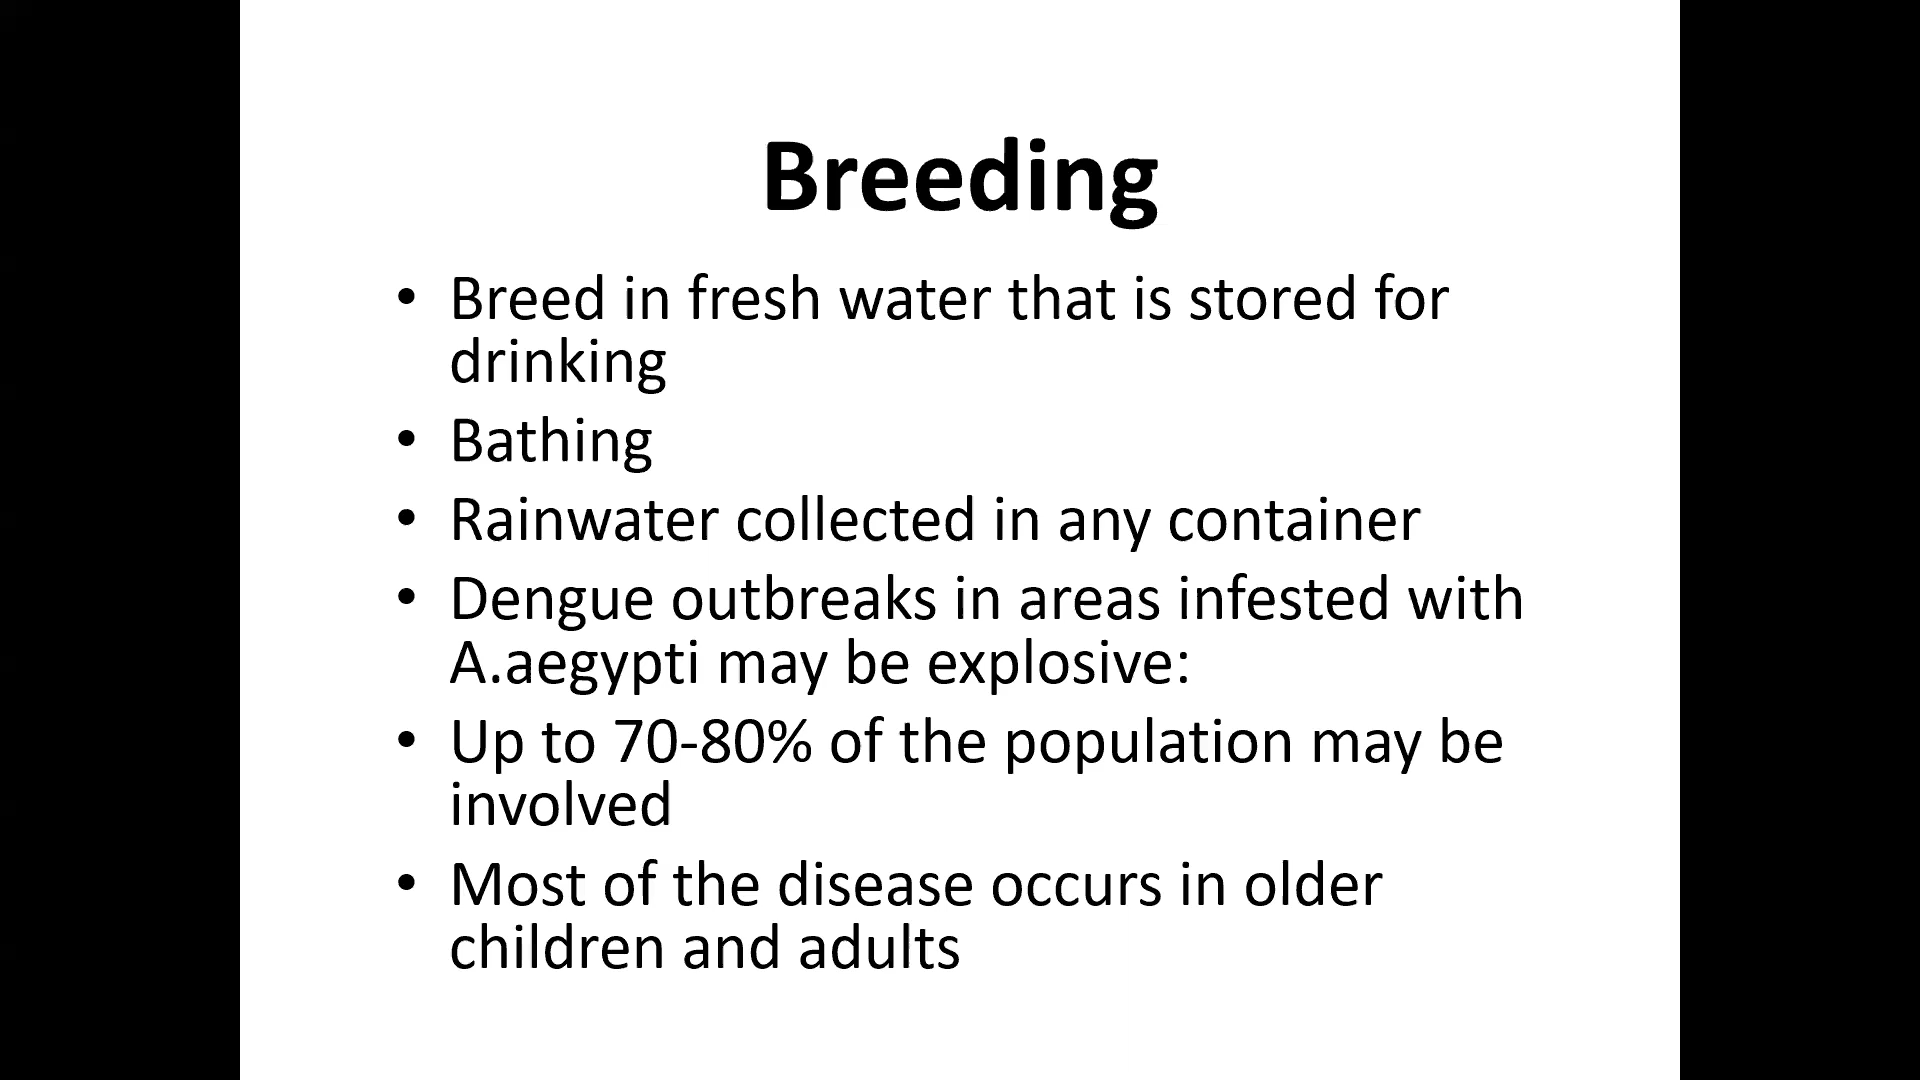 Breeding
• Breed in fresh water that is stored for
drinking
• Bathing
• Rainwater collected in any container
• Dengue outbreaks in areas infested with
A.aegypti may be explosive:
• Up to 70-80% of the population may be
involved
• Most of the disease occurs in older
children and adults